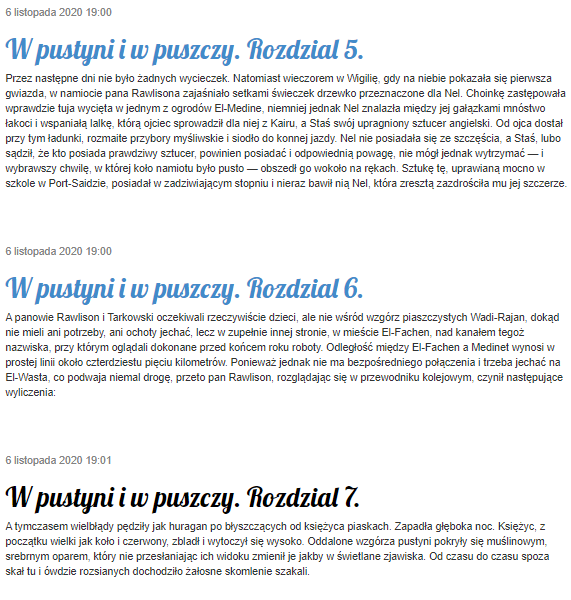 6 listopada 2020 19:00
W pustyni i w puszczy. Rozdział 5.
Przez następne dni nie było żadnych wycieczek. Natomiast wieczorem w Wigilię, gdy na niebie pokazała się pierwsza
gwiazda, w namiocie pana Rawlisona zajaśniało setkami świeczek drzewko przeznaczone dla Nel. Choinkę zastępowała
wprawdzie tuja wycięta w jednym z ogrodów El-Medine, niemniej jednak Nel znalazła między jej gałązkami mnóstwo
łakoci i wspaniałą lalkę, którą ojciec sprowadził dla niej z Kairu, a Staś swój upragniony sztucer angielski. Od ojca dostał
przy tym ładunki, rozmaite przybory myśliwskie i siodło do konnej jazdy. Nel nie posiadała się ze szczęścia, a Staś, lubo
sądził, że kto posiada prawdziwy sztucer, powinien posiadać i odpowiednią powagę, nie mógł jednak wytrzymać — i
wybrawszy chwilę, w której koło namiotu było pusto — obszedł go wokoło na rękach. Sztukę tę, uprawianą mocno w
szkole w Port-Saidzie, posiadał w zadziwiającym stopniu i nieraz bawił nią Nel, która zresztą zazdrościła mu jej szczerze.
6 listopada 2020 19:00
W pustyni i w puszczy. Rozdział 6.
A panowie Rawlison i Tarkowski oczekiwali rzeczywiście dzieci, ale nie wśród wzgórz piaszczystych Wadi-Rajan, dokąd
nie mieli ani potrzeby, ani ochoty jechać, lecz w zupełnie innej stronie, w mieście El-Fachen, nad kanałem tegoż
nazwiska, przy którym oglądali dokonane przed końcem roku roboty. Odległość między El-Fachen a Medinet wynosi w
prostej linii około czterdziestu pięciu kilometrów. Ponieważ jednak nie ma bezpośredniego połączenia i trzeba jechać na
El-Wasta, co podwaja niemal drogę, przeto pan Rawlison, rozglądając się w przewodniku kolejowym, czynił następujące
wyliczenia:
6 listopada 2020 19:01
W pustyni i w puszczy. Rozdział 7.
A tymczasem wielbłądy pędziły jak huragan po błyszczących od księżyca piaskach. Zapadła głęboka noc. Księżyc, z
początku wielki jak koło i czerwony, zbladł i wytoczył się wysoko. Oddalone wzgórza pustyni pokryły się muślinowym,
srebrnym oparem, który nie przesłaniając ich widoku zmienił je jakby w świetlane zjawiska. Od czasu do czasu spoza
skał tu i ówdzie rozsianych dochodziło żałosne skomlenie szakali.